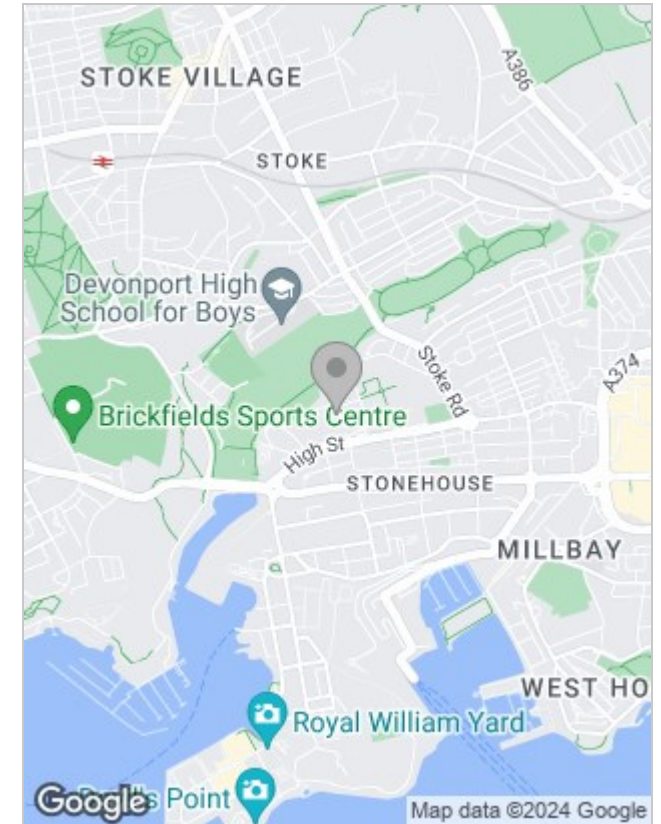 STOKE VILLAGE
A386
STOKE
Devonport High
School for Boys
Stoke Rd
A374
Brickfields Sports Centre
High St
STONEHOUSE
MILLBAY
WEST HO
Royal William Yard
Google
Point
Map data ©2024 Google